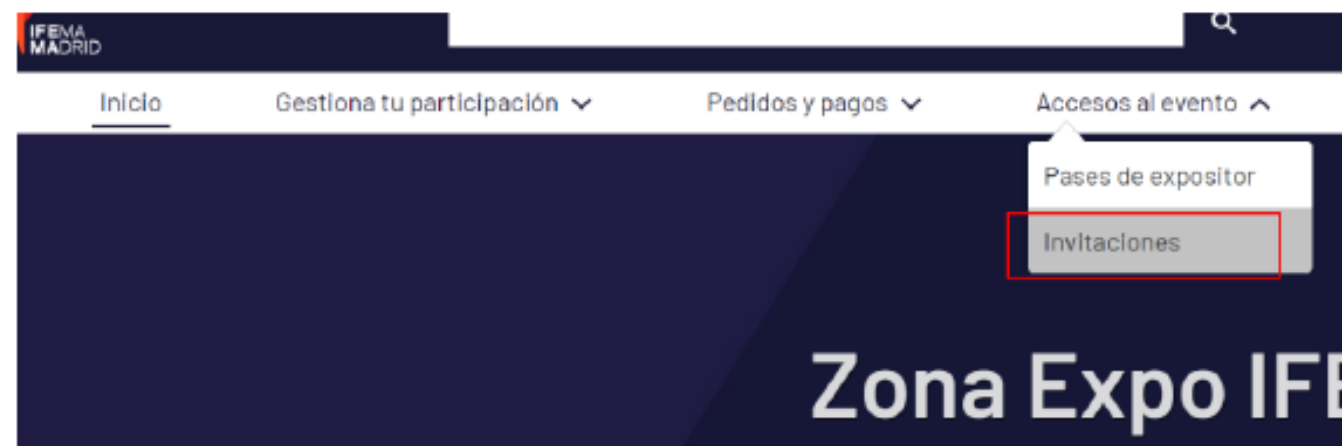 IFEMA
MADRID
Inicio
Gestiona tu participación
Pedidos y pagos
Accesos al evento
Pases de expositor
Invitaciones
Zona Expo IFE